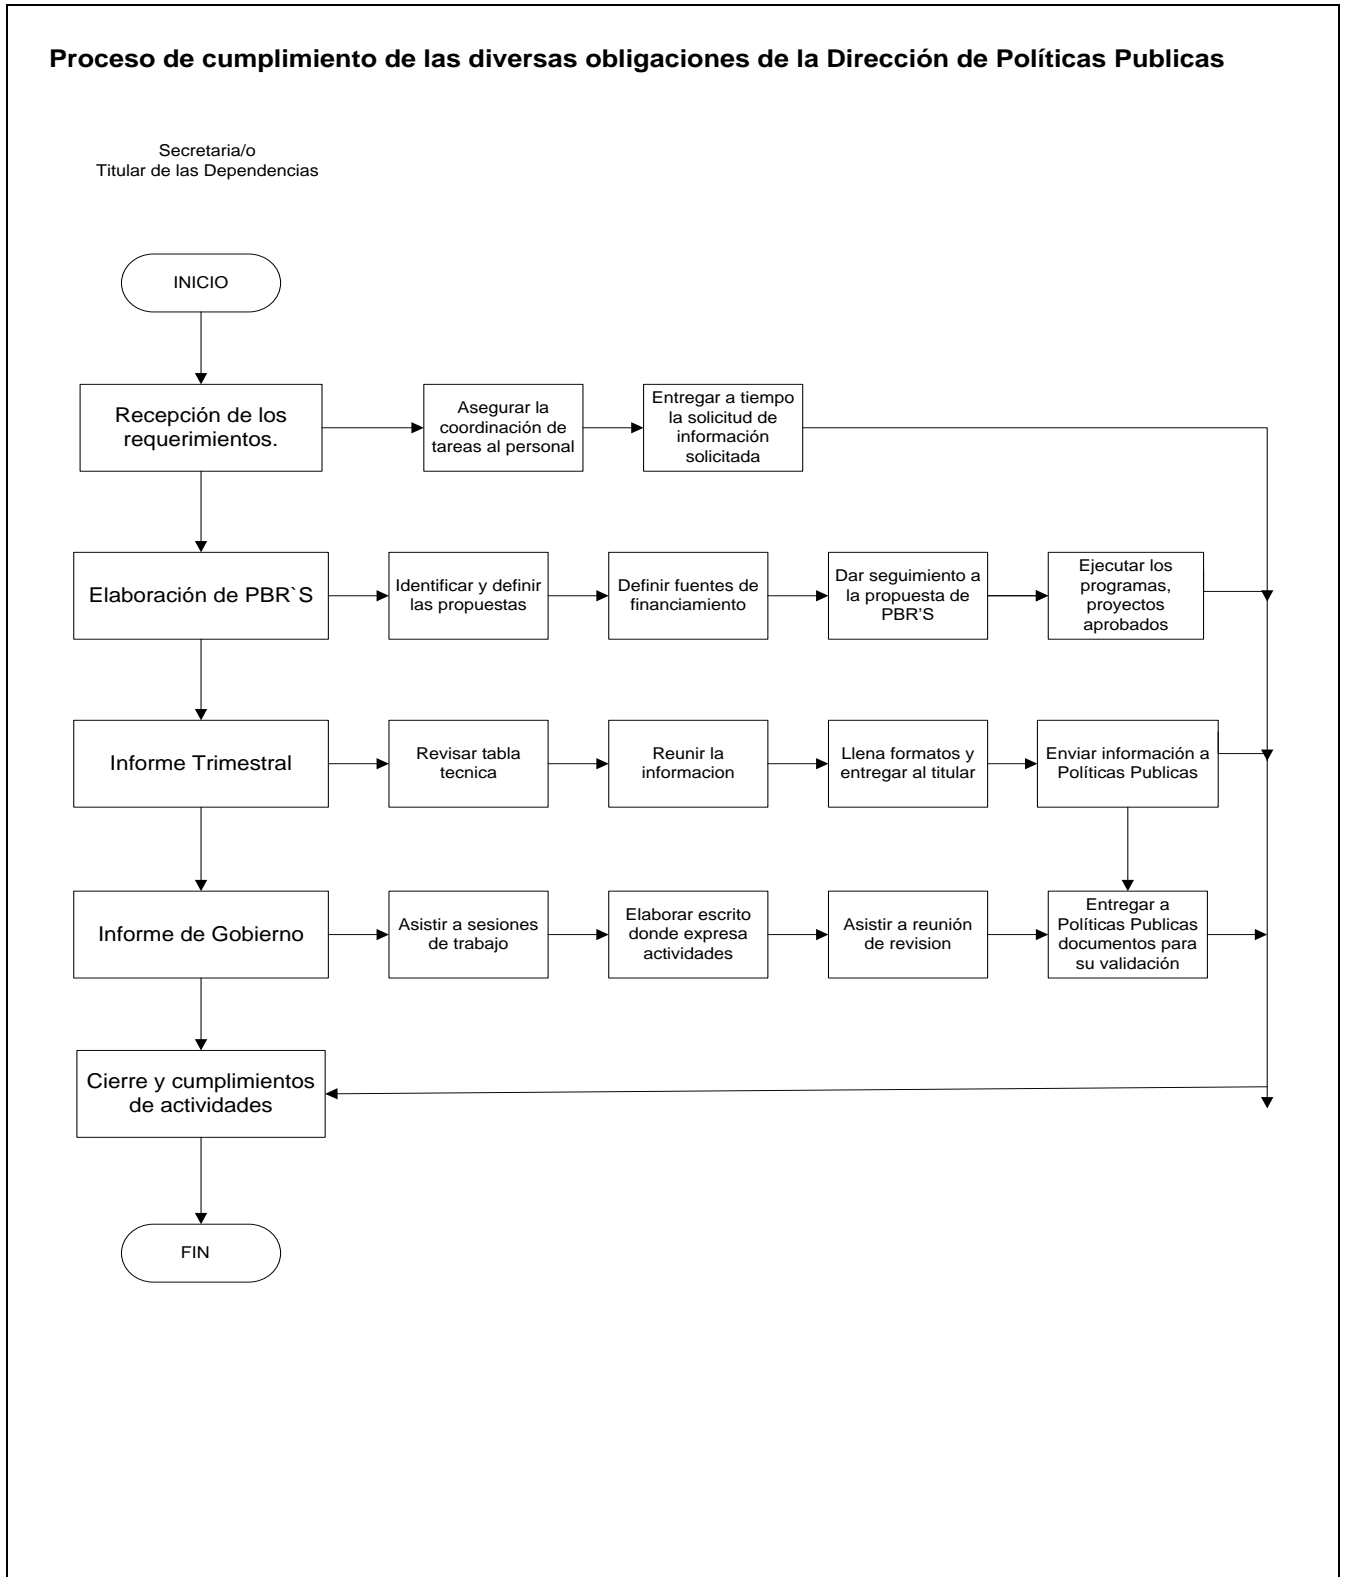 Proceso de cumplimiento de las diversas obligaciones de la Dirección de Políticas Publicas
Secretaria/o
Titular de las Dependencias
INICIO
Recepción de los
requerimientos.
Asegurar la
coordinación de
tareas al personal
Entregar a tiempo
la solicitud de
información
solicitada
Elaboración de PBR`S
Identificar y definir
las propuestas
Definir fuentes de
financiamiento
Dar seguimiento a
la propuesta de
PBR’S
Ejecutar los
programas,
proyectos
aprobados
Informe Trimestral
Revisar tabla
tecnica
Reunir la
informacion
Llena formatos y
entregar al titular
Enviar información a
Políticas Publicas
Informe de Gobierno
Asistir a sesiones
de trabajo
Elaborar escrito
donde expresa
actividades
Asistir a reunión
de revision
Entregar a
Políticas Publicas
documentos para
su validación
Cierre y cumplimientos
de actividades
FIN